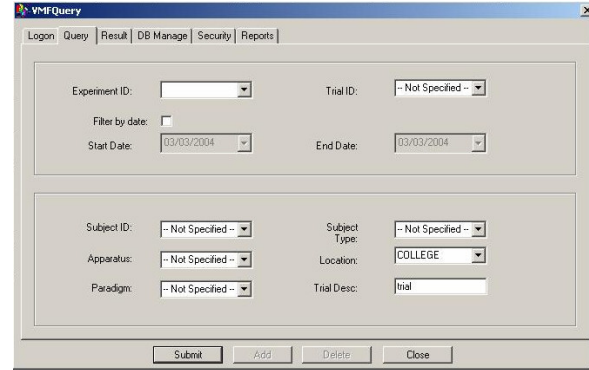 VMFQuery
Logon Query Result DB Manage Security Reports
Experiment ID: Trial ID: -- Not Specified --
Filter by date:
Start Date: 03/03/2004 End Date: 03/03/2004
Subject ID: -- Not Specified -- Subject Type: -- Not Specified --
Apparatus: -- Not Specified -- Location: COLLEGE
Paradigm: -- Not Specified -- Trial Desc: trial
Submit Add Delete Close